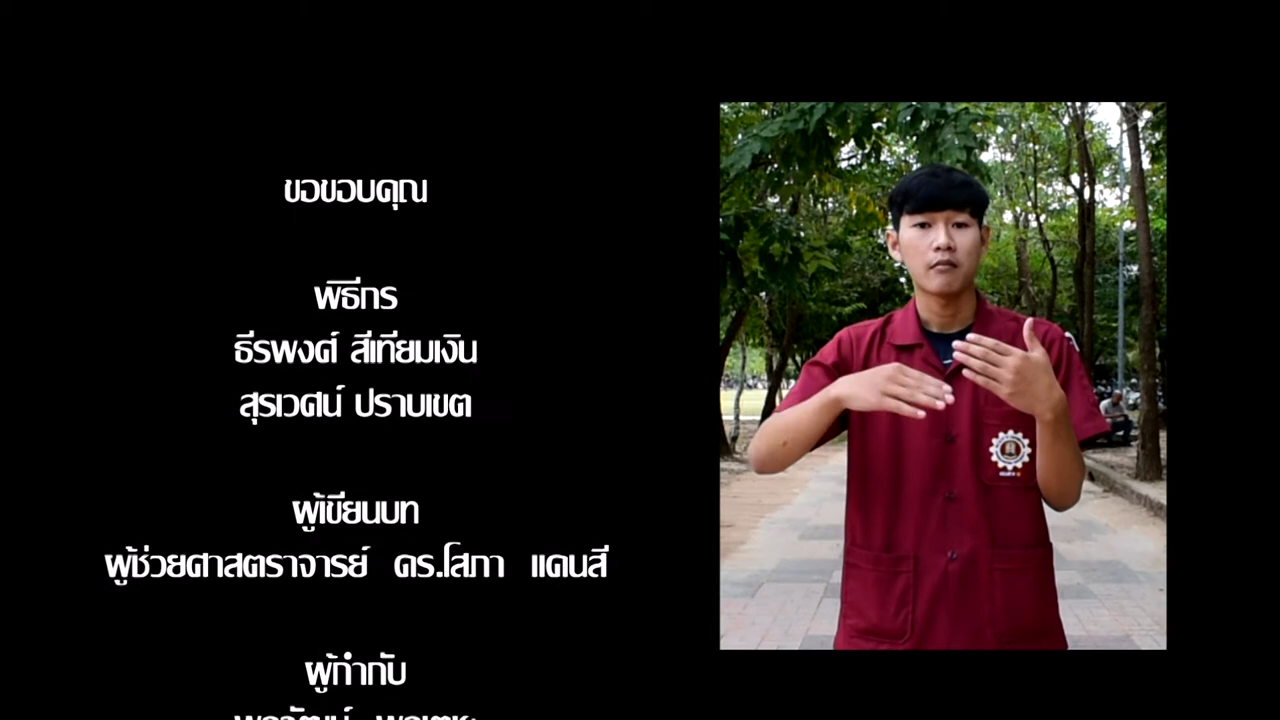 ขอขอบคุณ
พิธีกร
ธีรพงศ์ สีเทียมเงิน
สุรเวศน์ ปราบเขต
ผู้เขียนบท
ผู้ช่วยศาสตราจารย์ ดร.โสภา แคนสี
ผู้กำกับ